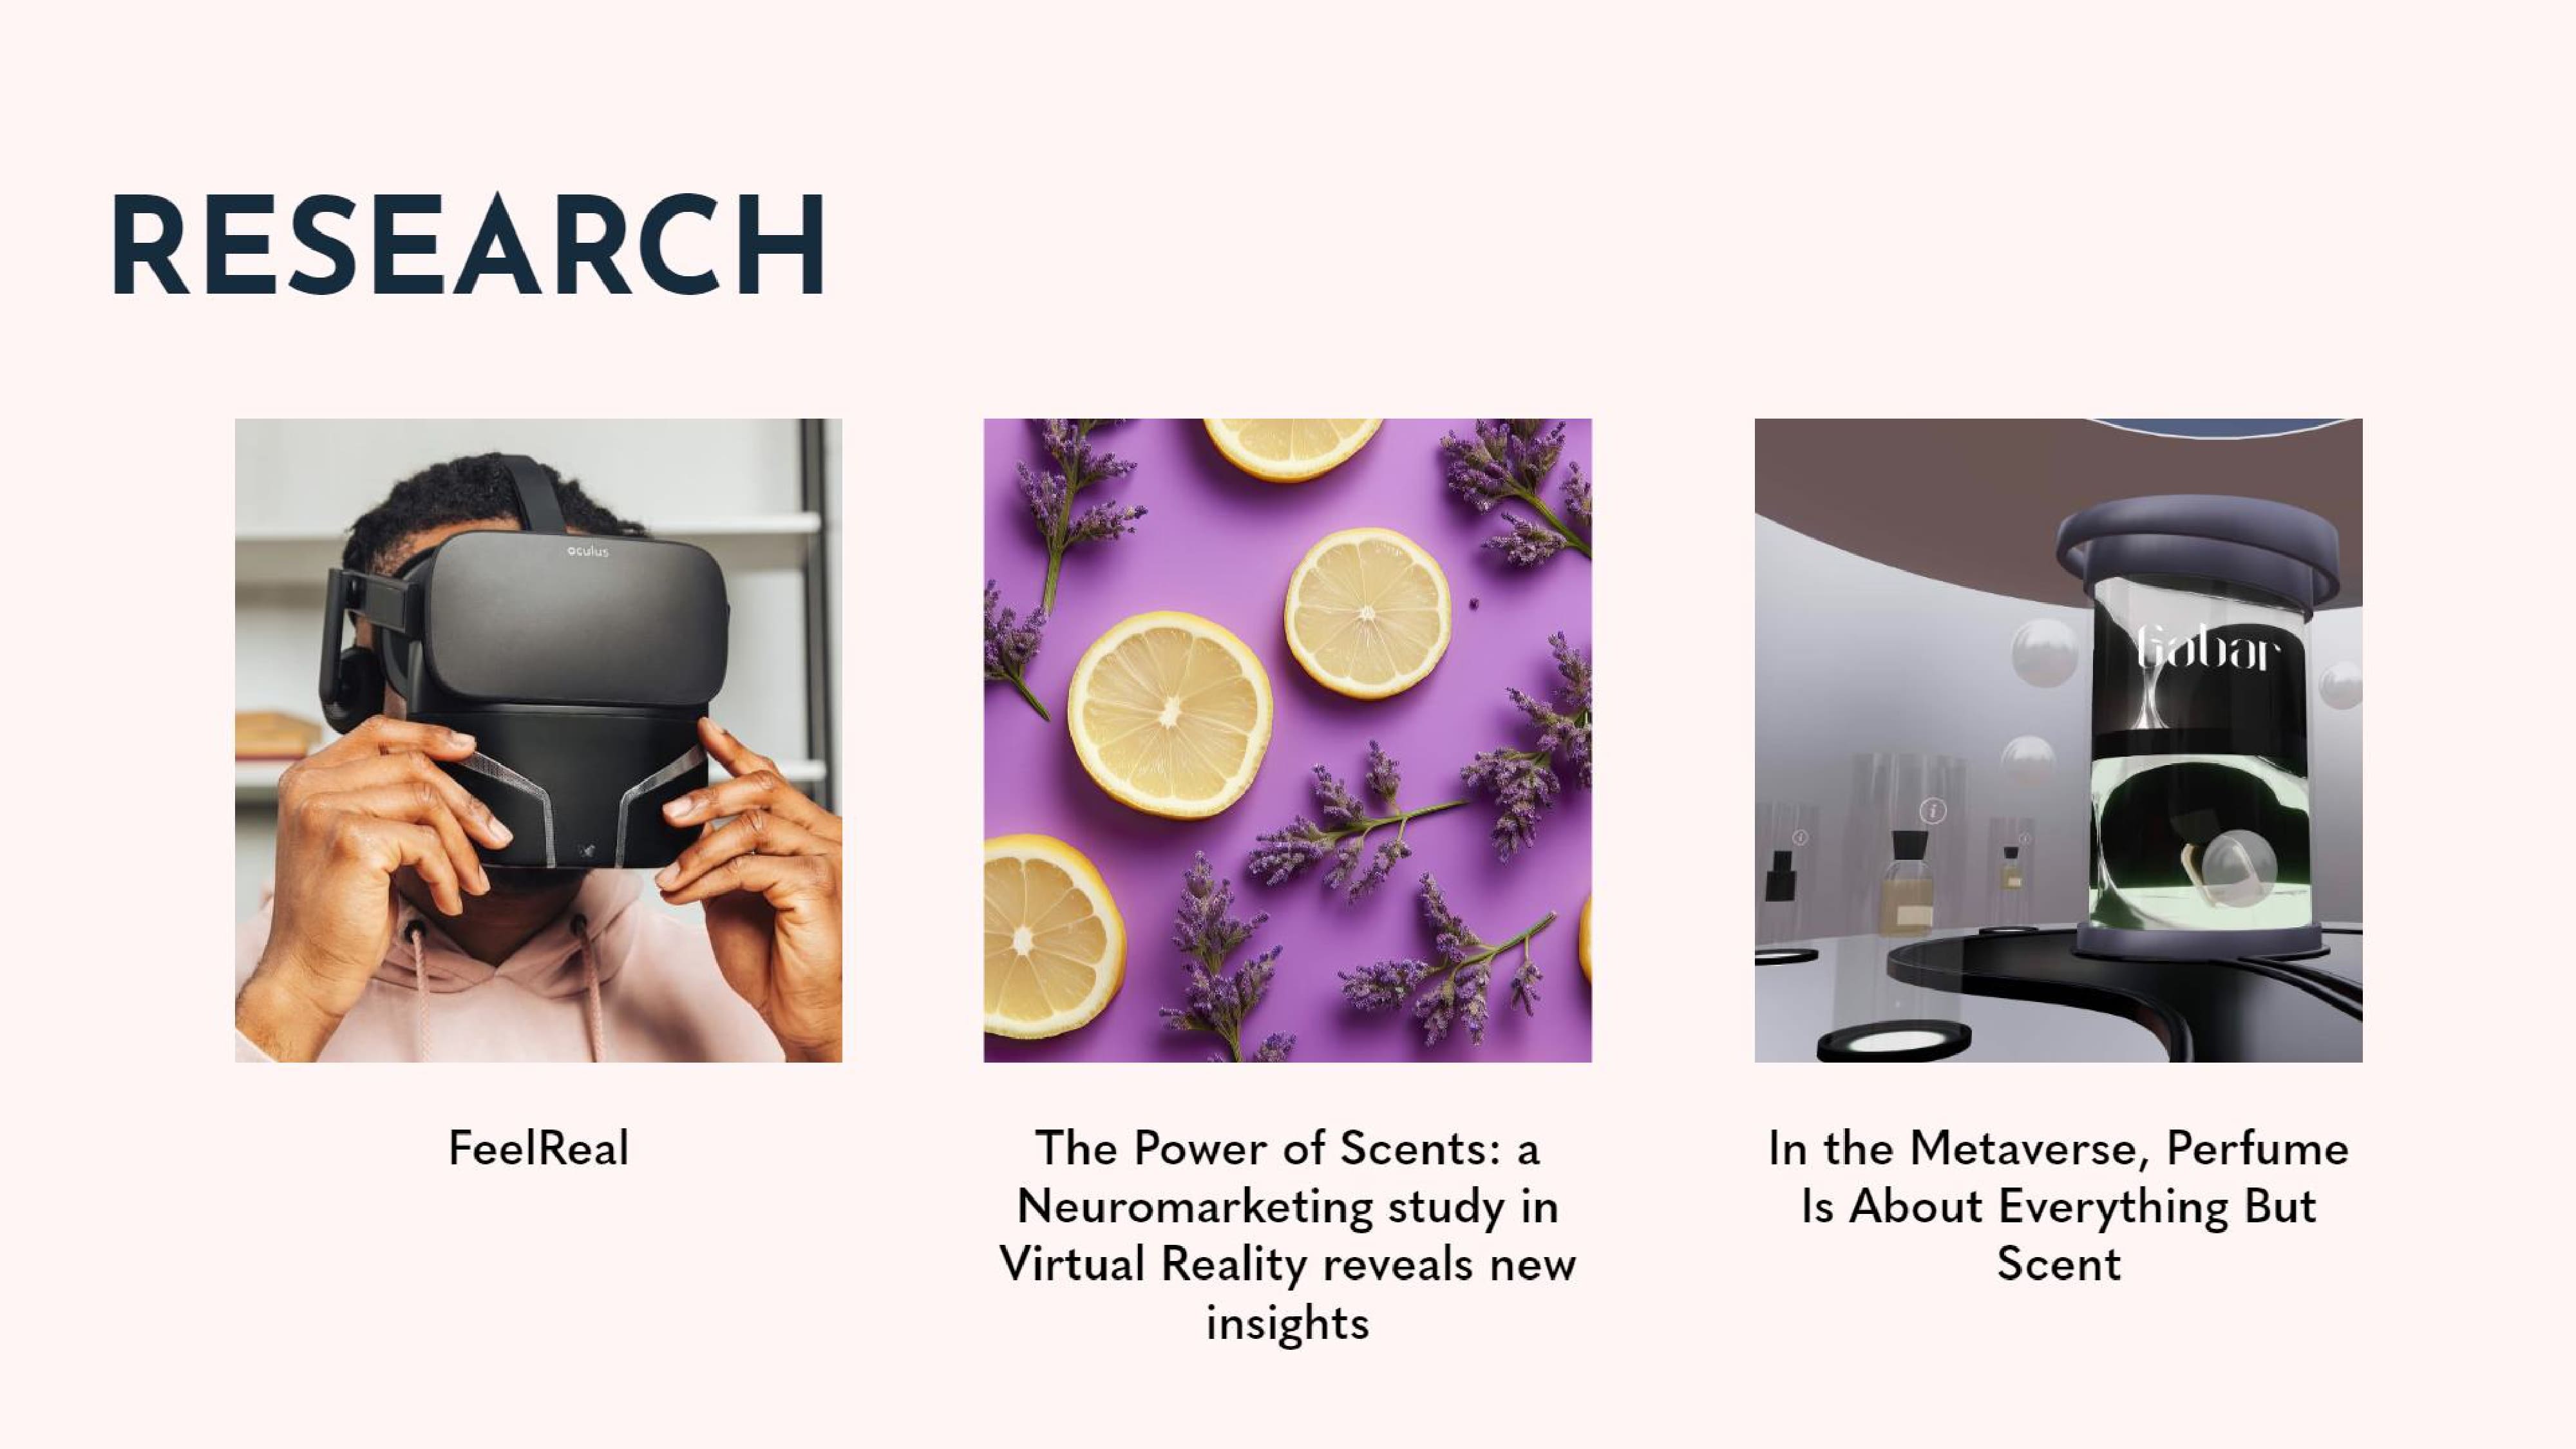 RESEARCH
oculus
Gabar
FeelReal
The Power of Scents: a
Neuromarketing study in
Virtual Reality reveals new
insights
In the Metaverse, Perfume
Is About Everything But
Scent